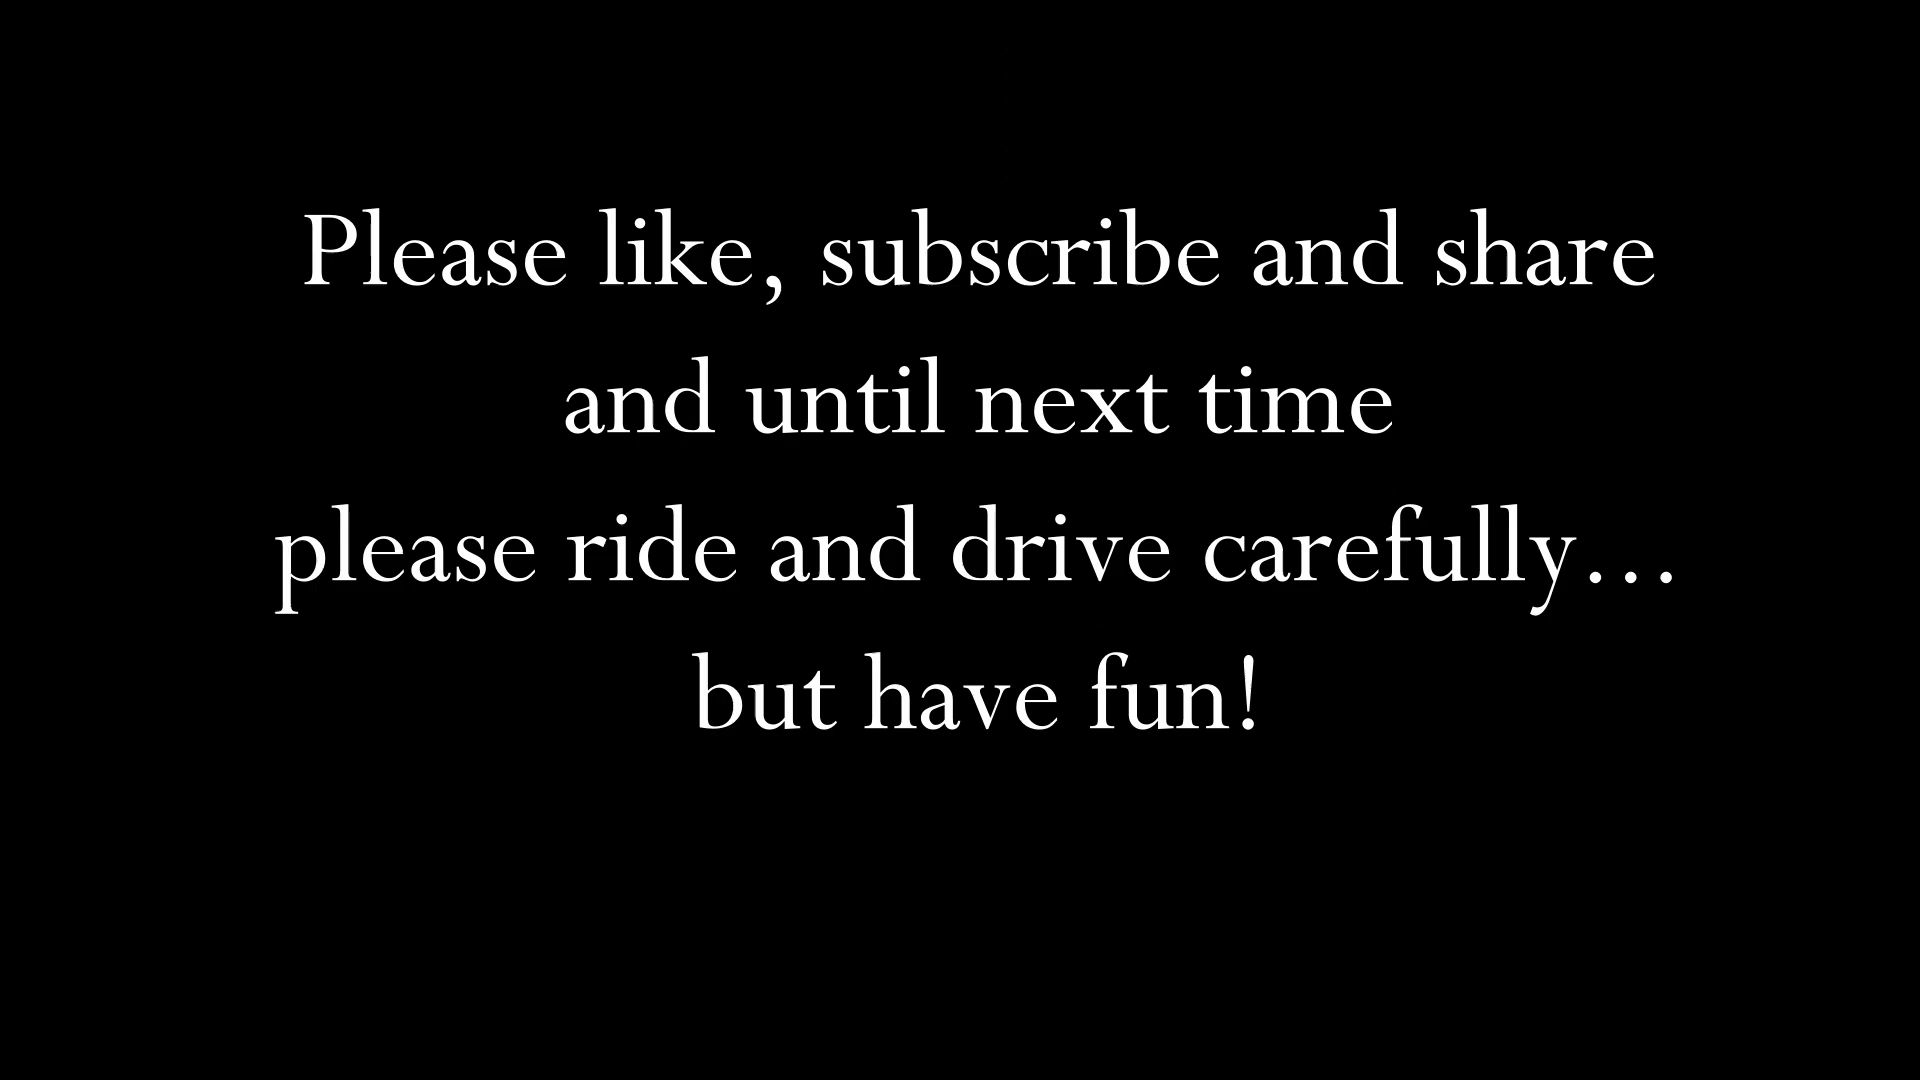 Please like, subscribe and share
and until next time
please ride and drive carefully...
but have fun!